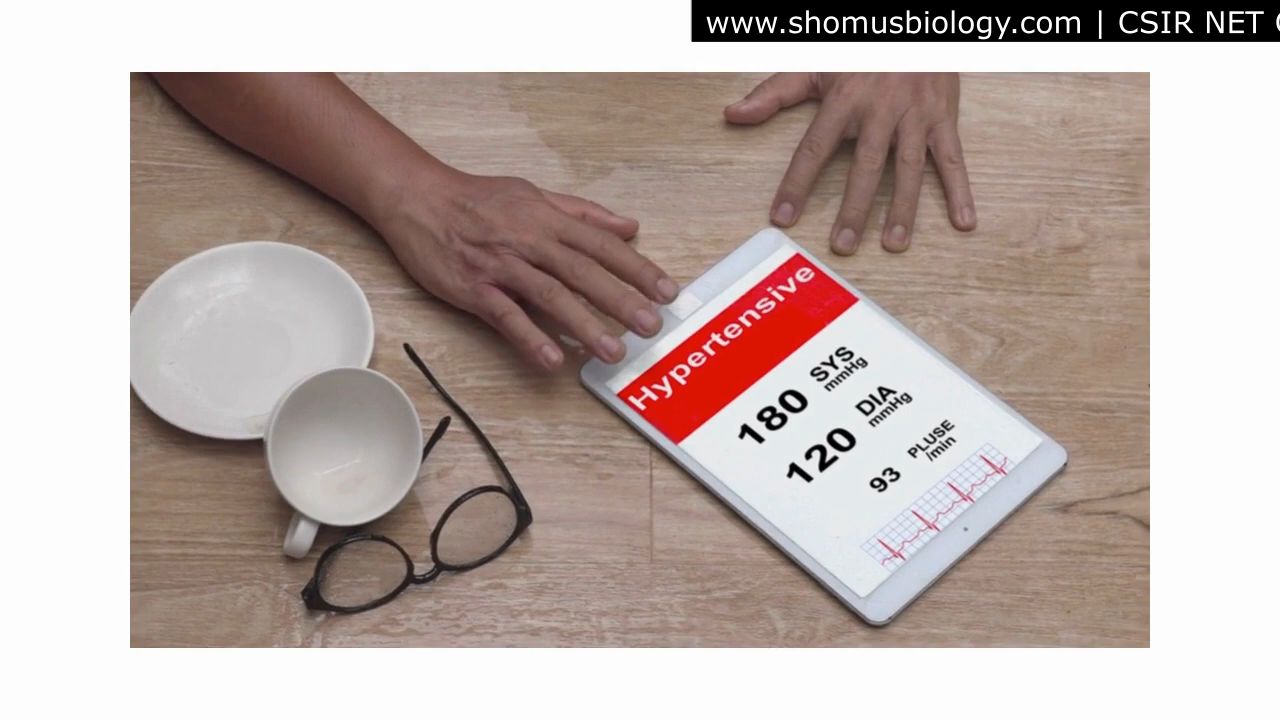 www.shomusbiology.com | CSIR NET
Hypertensive
180 SYS
mmHg
120 DIA
mmHg
93 PLUSE
/min